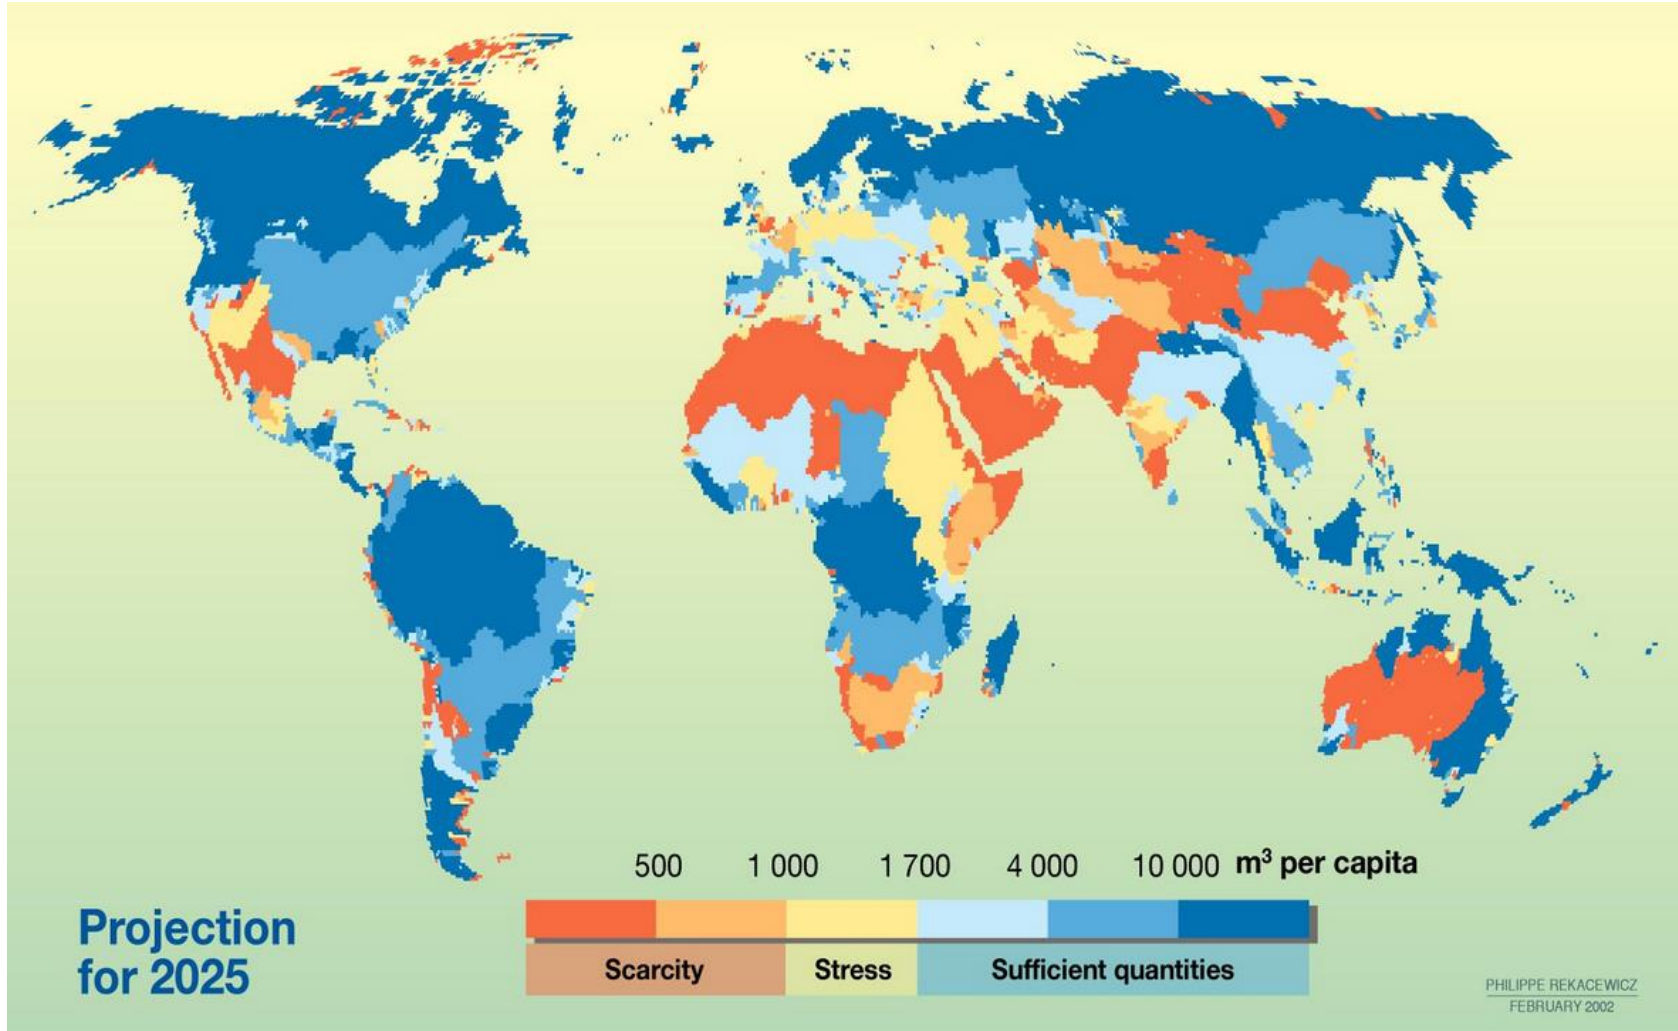 500 1 000 1 700 4 000 10 000 m³ per capita
Scarcity Stress Sufficient quantities
Projection
for 2025
PHILIPPE REKACEWICZ
FEBRUARY 2002